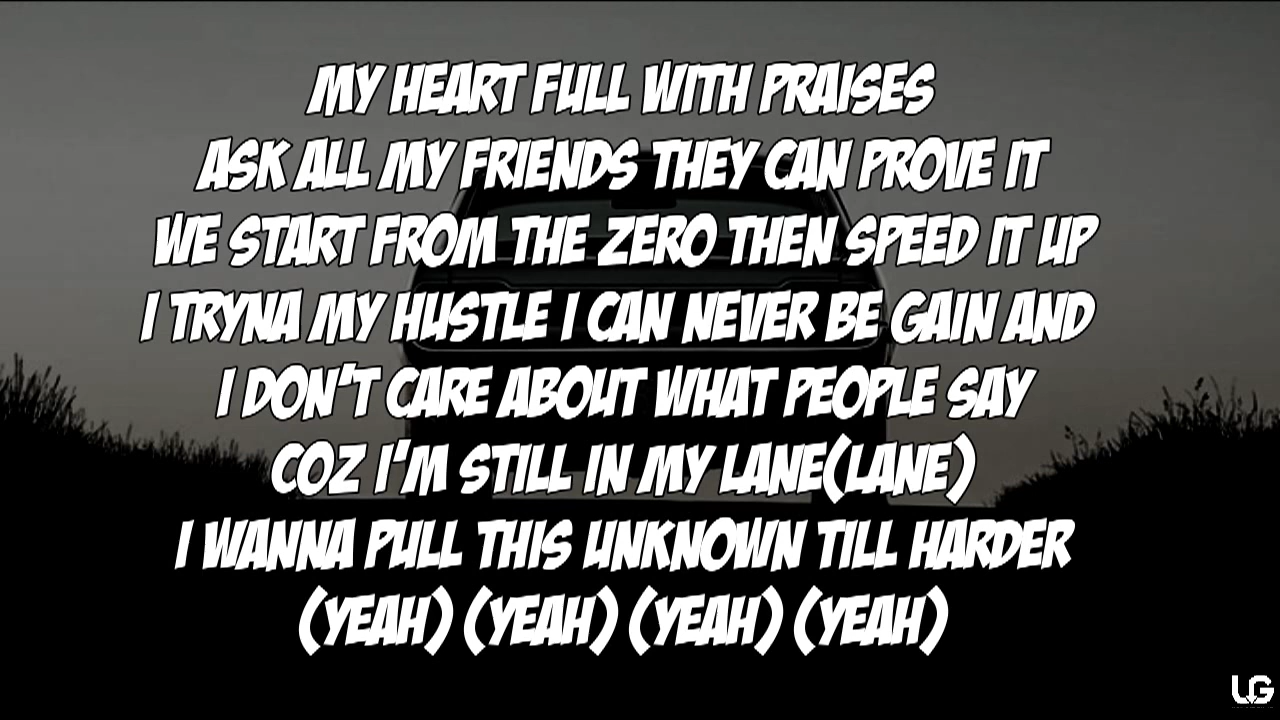 MY HEART FULL WITH PRAISES
ASK ALL MY FRIENDS THEY CAN PROVE IT
WE START FROM THE ZERO THEN SPEED IT UP
I TRYNA MY HUSTLE I CAN NEVER BE GAIN AND
I DON'T CARE ABOUT WHAT PEOPLE SAY
COZ I'M STILL IN MY LANE(LANE)
I WANNA PULL THIS UNKNOWN TILL HARDER
(YEAH) (YEAH) (YEAH) (YEAH)
LG